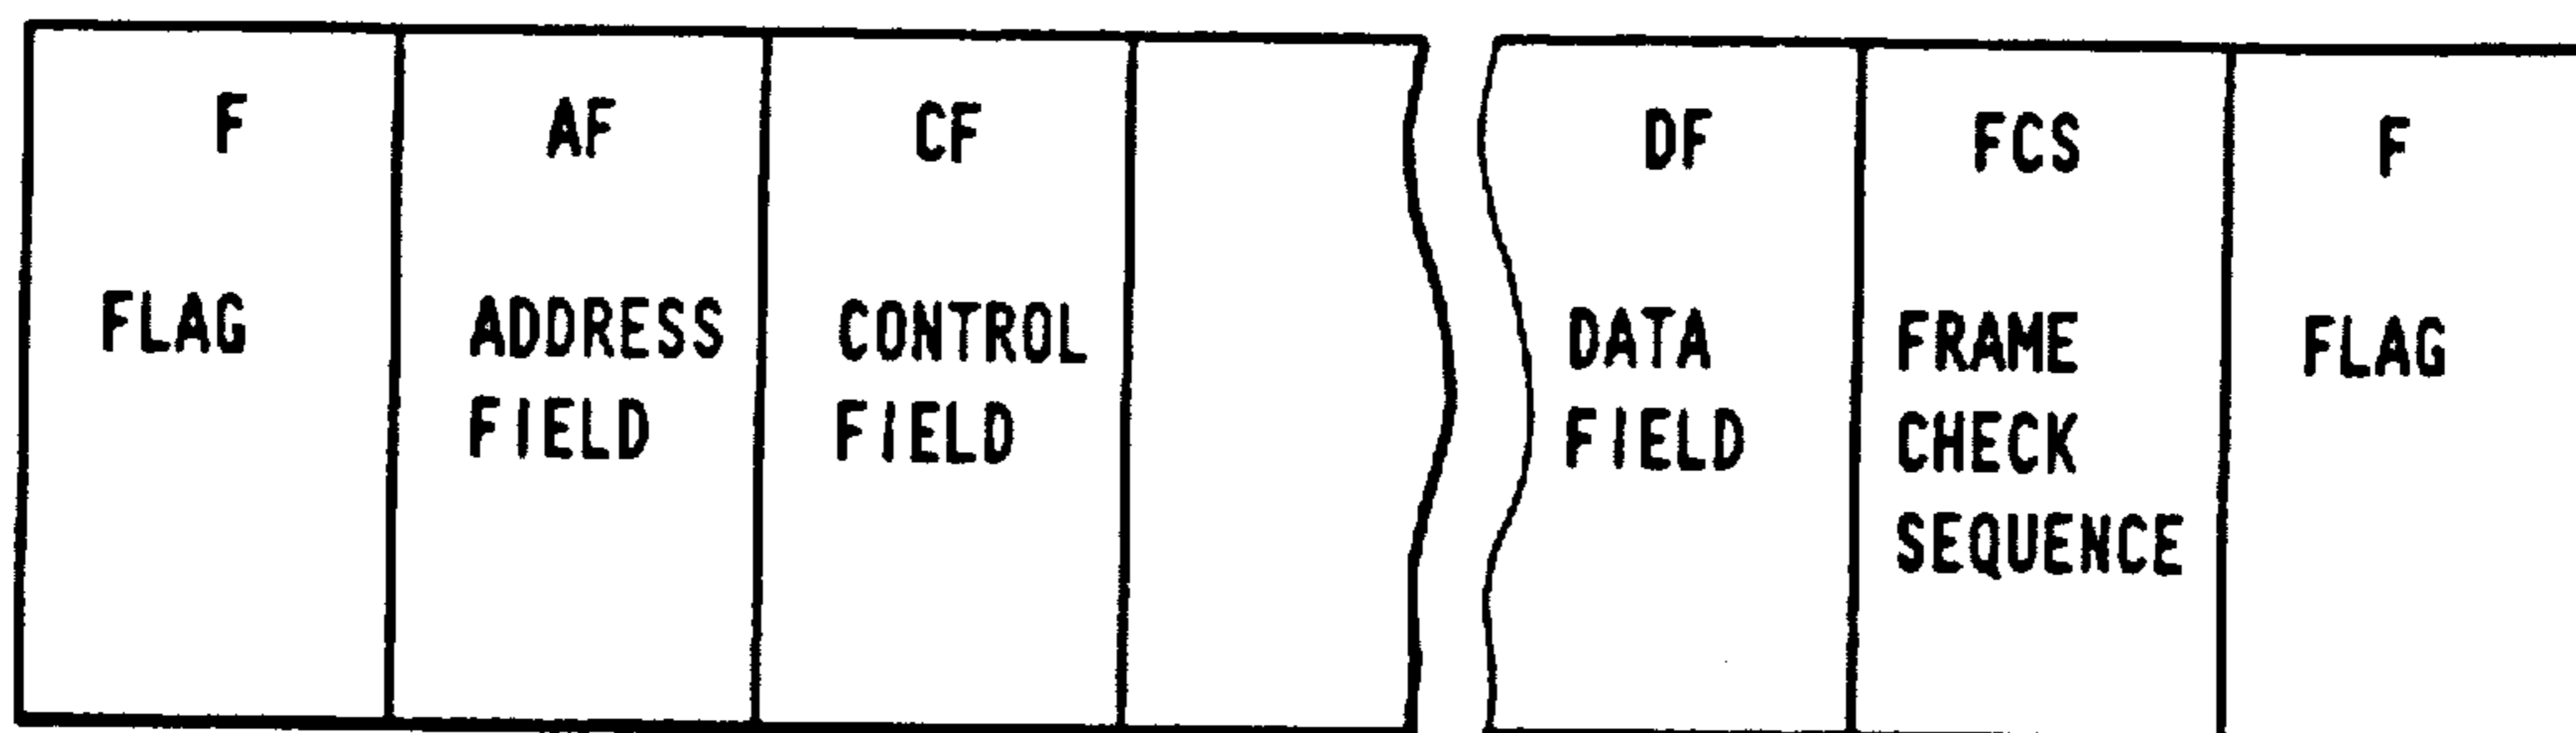 F
FLAG
AF
ADDRESS
FIELD
CF
CONTROL
FIELD
DF
DATA
FIELD
FCS
FRAME
CHECK
SEQUENCE
F
FLAG